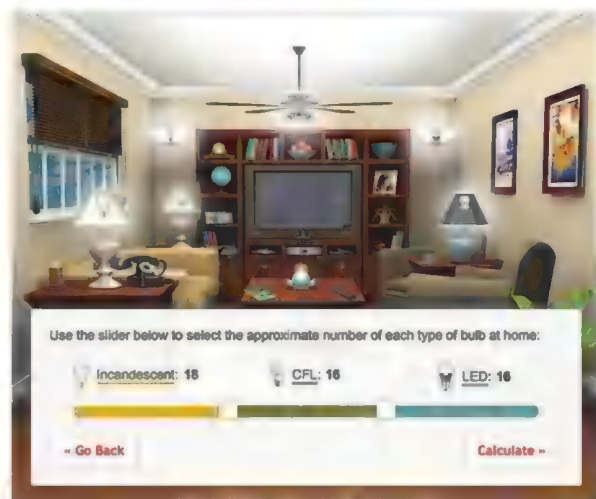 Use the slider below to select the approximate number of each type of bulb at home:
Incandescent: 18 CFL: 16 LED: 16
« Go Back Calculate »